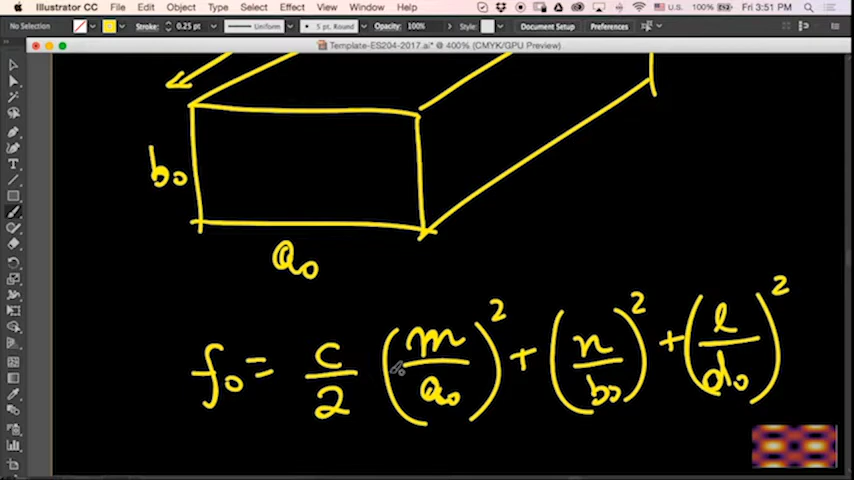 Illustrator CC File Edit Object Type Select Effect View Window Help 100% U.S. Fri 3:51 PM
No Selection Stroke: 0.25 pt Uniform 5 pt. Round Opacity: 100% Style: Document Setup Preferences
Template-ES204-2017.ai* @ 400% (CMYK/GPU Preview)
b₀
a₀
f₀ = c/2 (m/a₀)² + (n/b₀)² + (l/d₀)²